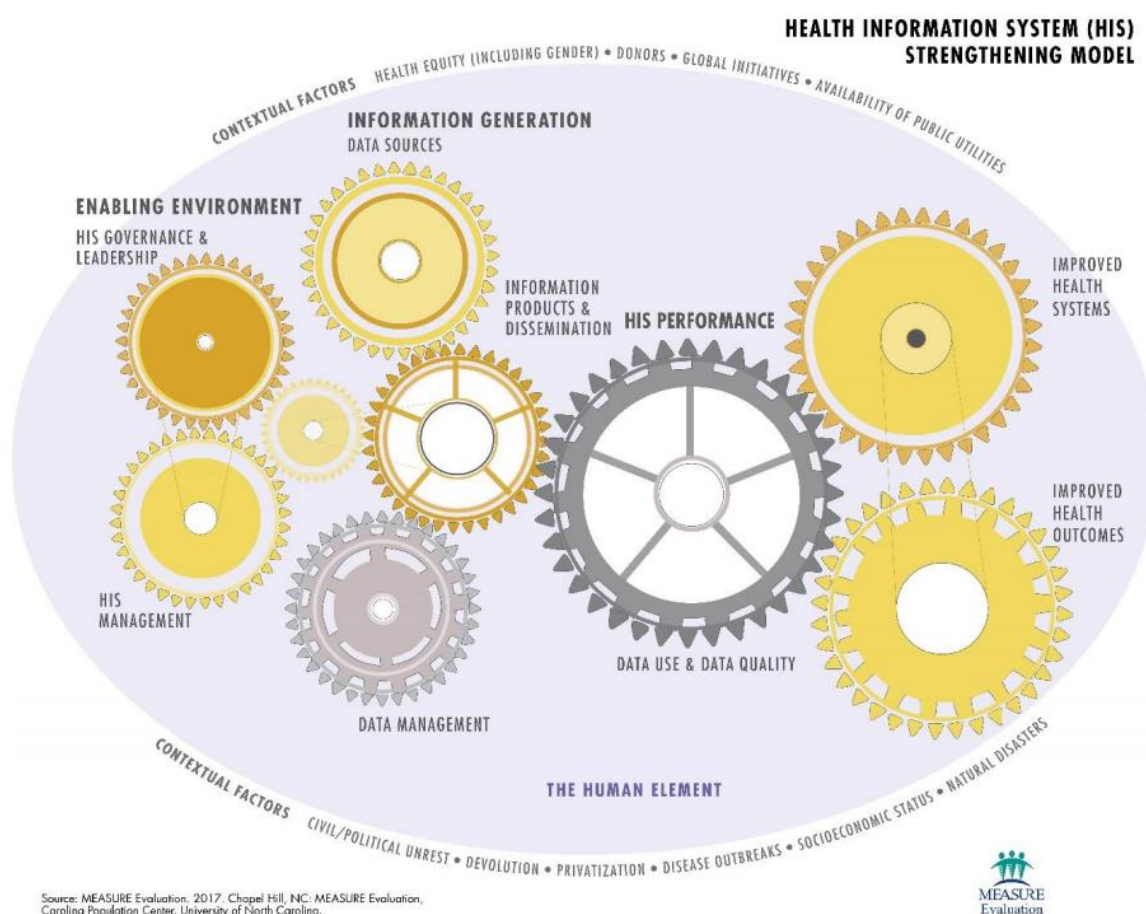 HEALTH INFORMATION SYSTEM (HIS)
STRENGTHENING MODEL
CONTEXTUAL FACTORS HEALTH EQUITY (INCLUDING GENDER) • DONORS • GLOBAL INITIATIVES • AVAILABILITY OF PUBLIC UTILITIES
INFORMATION GENERATION
DATA SOURCES
ENABLING ENVIRONMENT
HIS GOVERNANCE &
LEADERSHIP
INFORMATION
PRODUCTS &
DISSEMINATION
HIS PERFORMANCE
IMPROVED
HEALTH
SYSTEMS
IMPROVED
HEALTH
OUTCOMES
HIS
MANAGEMENT
DATA USE & DATA QUALITY
DATA MANAGEMENT
THE HUMAN ELEMENT
CONTEXTUAL FACTORS CIVIL/POLITICAL UNREST • DEVOLUTION • PRIVATIZATION • DISEASE OUTBREAKS • SOCIOECONOMIC STATUS • NATURAL DISASTERS
MEASURE
Evaluation
Source: MEASURE Evaluation. 2017. Chapel Hill, NC: MEASURE Evaluation,
Carolina Population Center, University of North Carolina.